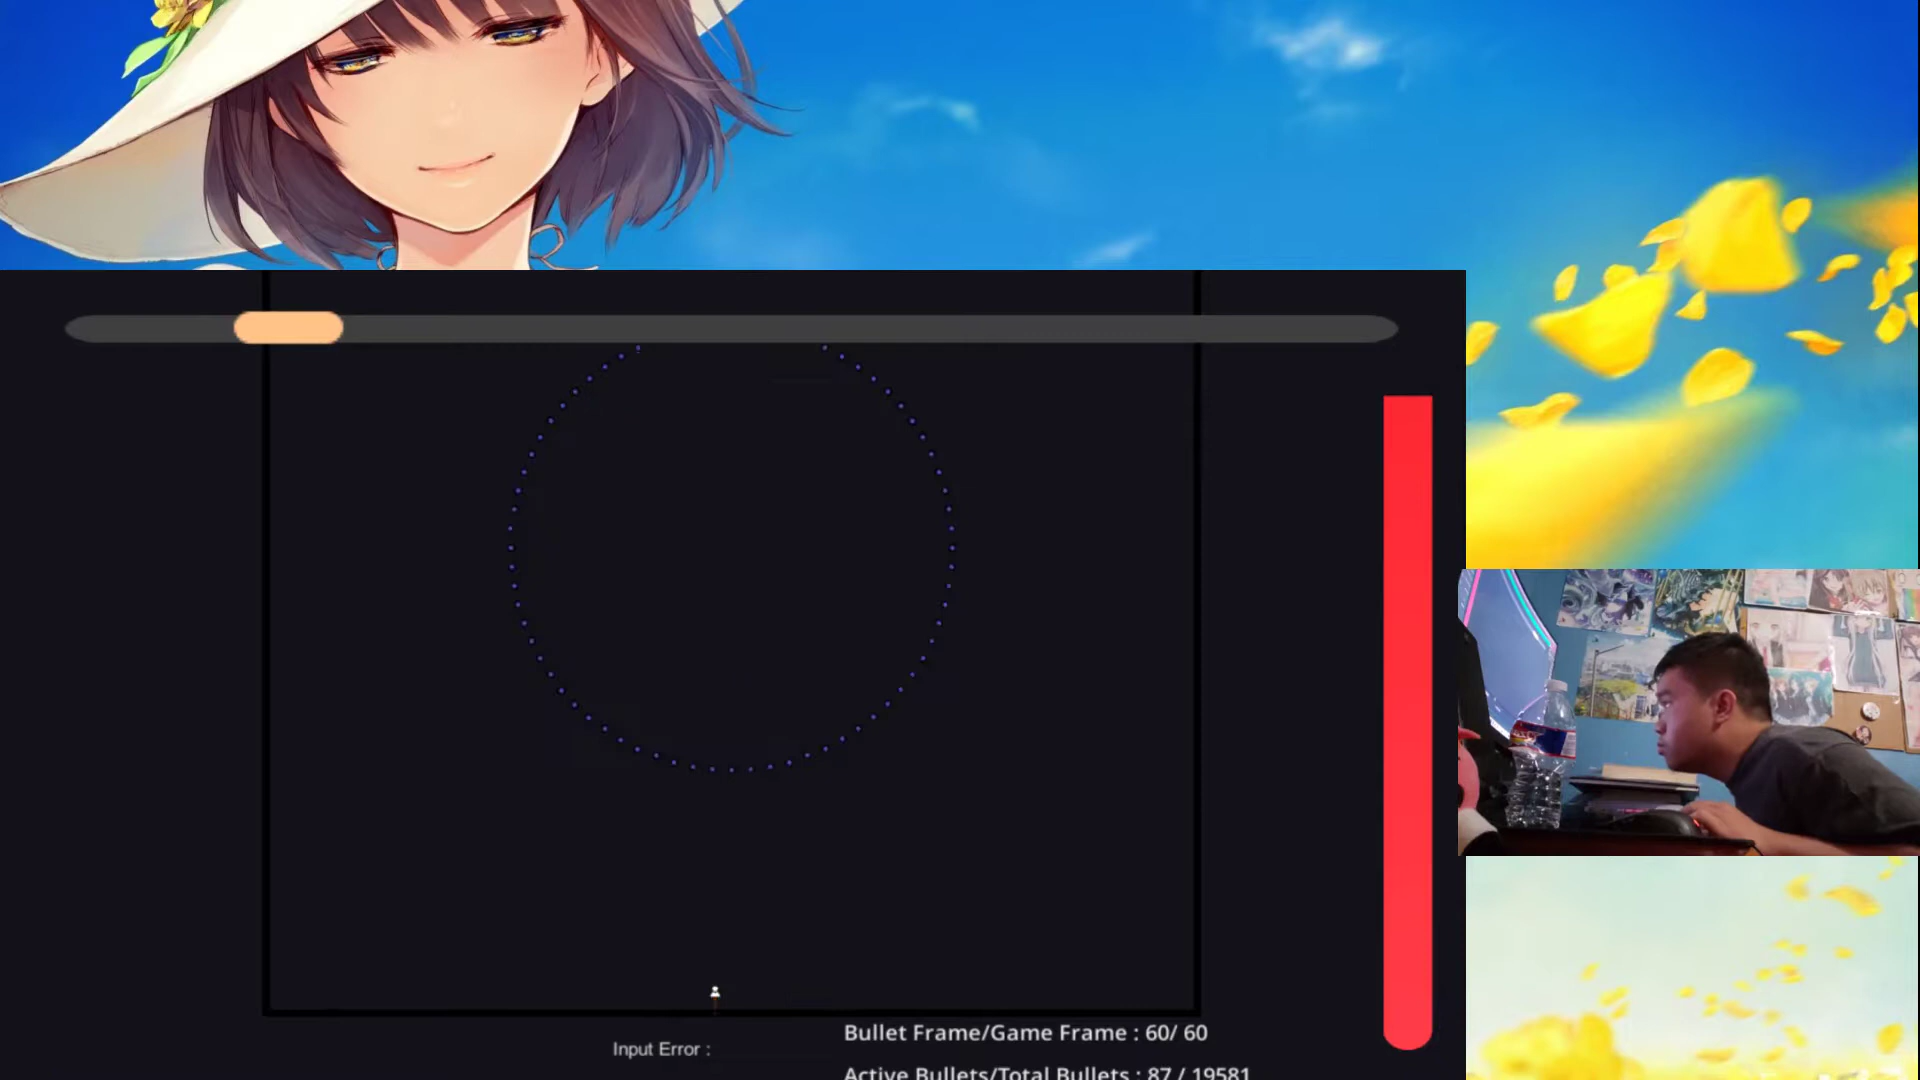 Bullet Frame/Game Frame : 60/ 60
Input Error :
Active Bullets/Total Bullets : 87 / 19581